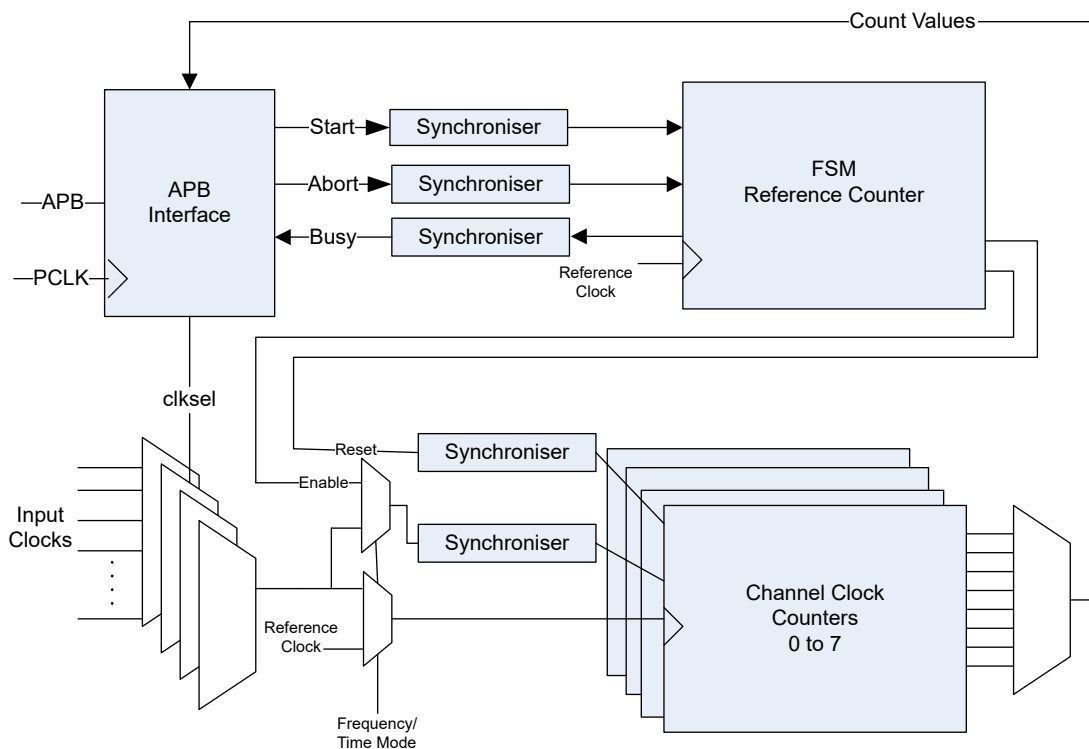 Count Values
Start
Synchroniser
Abort
Synchroniser
Busy
Synchroniser
APB
Interface
APB
PCLK
FSM
Reference Counter
Reference
Clock
clksel
Input
Clocks
Reset
Synchroniser
Enable
Synchroniser
Reference
Clock
Channel Clock
Counters
0 to 7
Frequency/
Time Mode